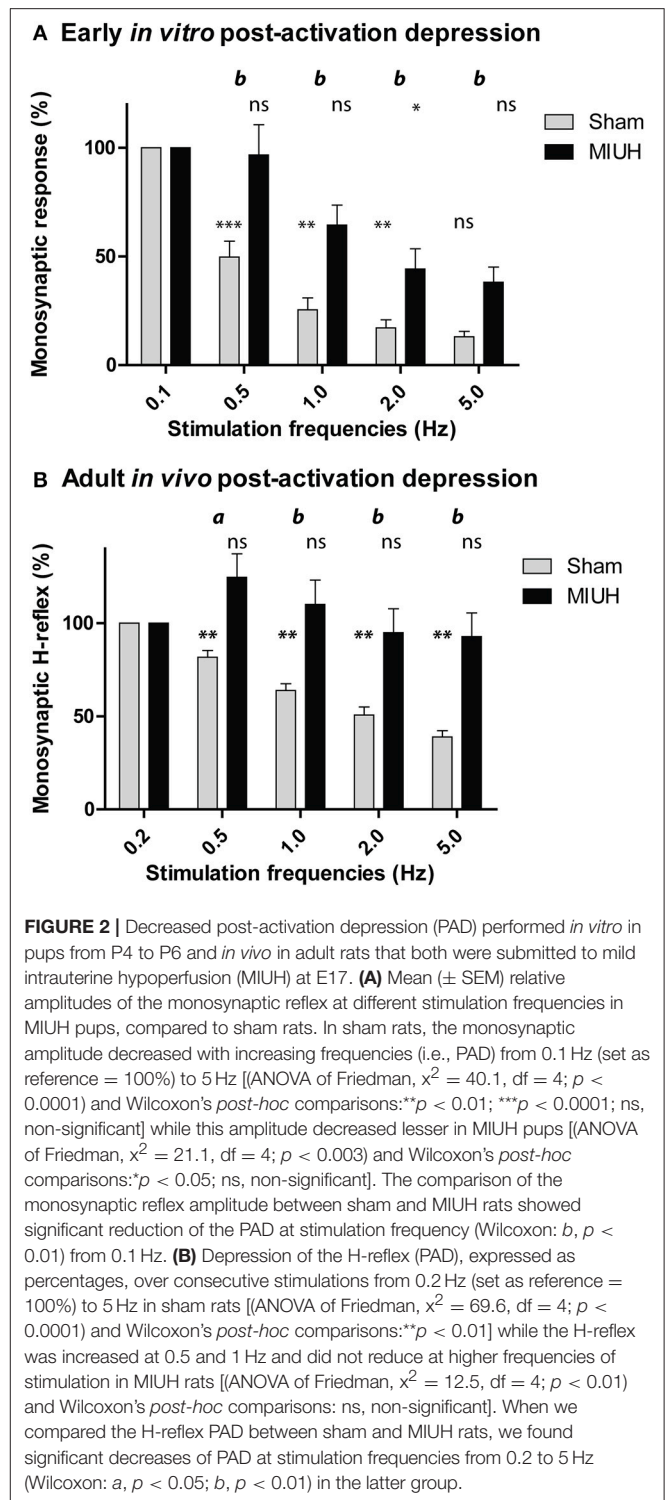 A Early in vitro post-activation depression
b b b b
ns ns * ns
Sham
MIUH
Monosynaptic response (%)
100
50
0
*** ** ** ns
0.1 0.5 1.0 2.0 5.0
Stimulation frequencies (Hz)
B Adult in vivo post-activation depression
a b b b
ns ns ns ns
Sham
MIUH
Monosynaptic H-reflex (%)
100
50
0
** ** ** **
0.2 0.5 1.0 2.0 5.0
Stimulation frequencies (Hz)
FIGURE 2 | Decreased post-activation depression (PAD) performed in vitro in
pups from P4 to P6 and in vivo in adult rats that both were submitted to mild
intrauterine hypoperfusion (MIUH) at E17. (A) Mean (± SEM) relative
amplitudes of the monosynaptic reflex at different stimulation frequencies in
MIUH pups, compared to sham rats. In sham rats, the monosynaptic
amplitude decreased with increasing frequencies (i.e., PAD) from 0.1 Hz (set as
reference = 100%) to 5 Hz [(ANOVA of Friedman, x² = 40.1, df = 4; p <
0.0001) and Wilcoxon's post-hoc comparisons:**p < 0.01; ***p < 0.0001; ns,
non-significant] while this amplitude decreased lesser in MIUH pups [(ANOVA
of Friedman, x² = 21.1, df = 4; p < 0.003) and Wilcoxon's post-hoc
comparisons:*p < 0.05; ns, non-significant]. The comparison of the
monosynaptic reflex amplitude between sham and MIUH rats showed
significant reduction of the PAD at stimulation frequency (Wilcoxon: b, p <
0.01) from 0.1 Hz. (B) Depression of the H-reflex (PAD), expressed as
percentages, over consecutive stimulations from 0.2 Hz (set as reference =
100%) to 5 Hz in sham rats [(ANOVA of Friedman, x² = 69.6, df = 4; p <
0.0001) and Wilcoxon's post-hoc comparisons:**p < 0.01] while the H-reflex
was increased at 0.5 and 1 Hz and did not reduce at higher frequencies of
stimulation in MIUH rats [(ANOVA of Friedman, x² = 12.5, df = 4; p < 0.01)
and Wilcoxon's post-hoc comparisons: ns, non-significant]. When we
compared the H-reflex PAD between sham and MIUH rats, we found
significant decreases of PAD at stimulation frequencies from 0.2 to 5 Hz
(Wilcoxon: a, p < 0.05; b, p < 0.01) in the latter group.